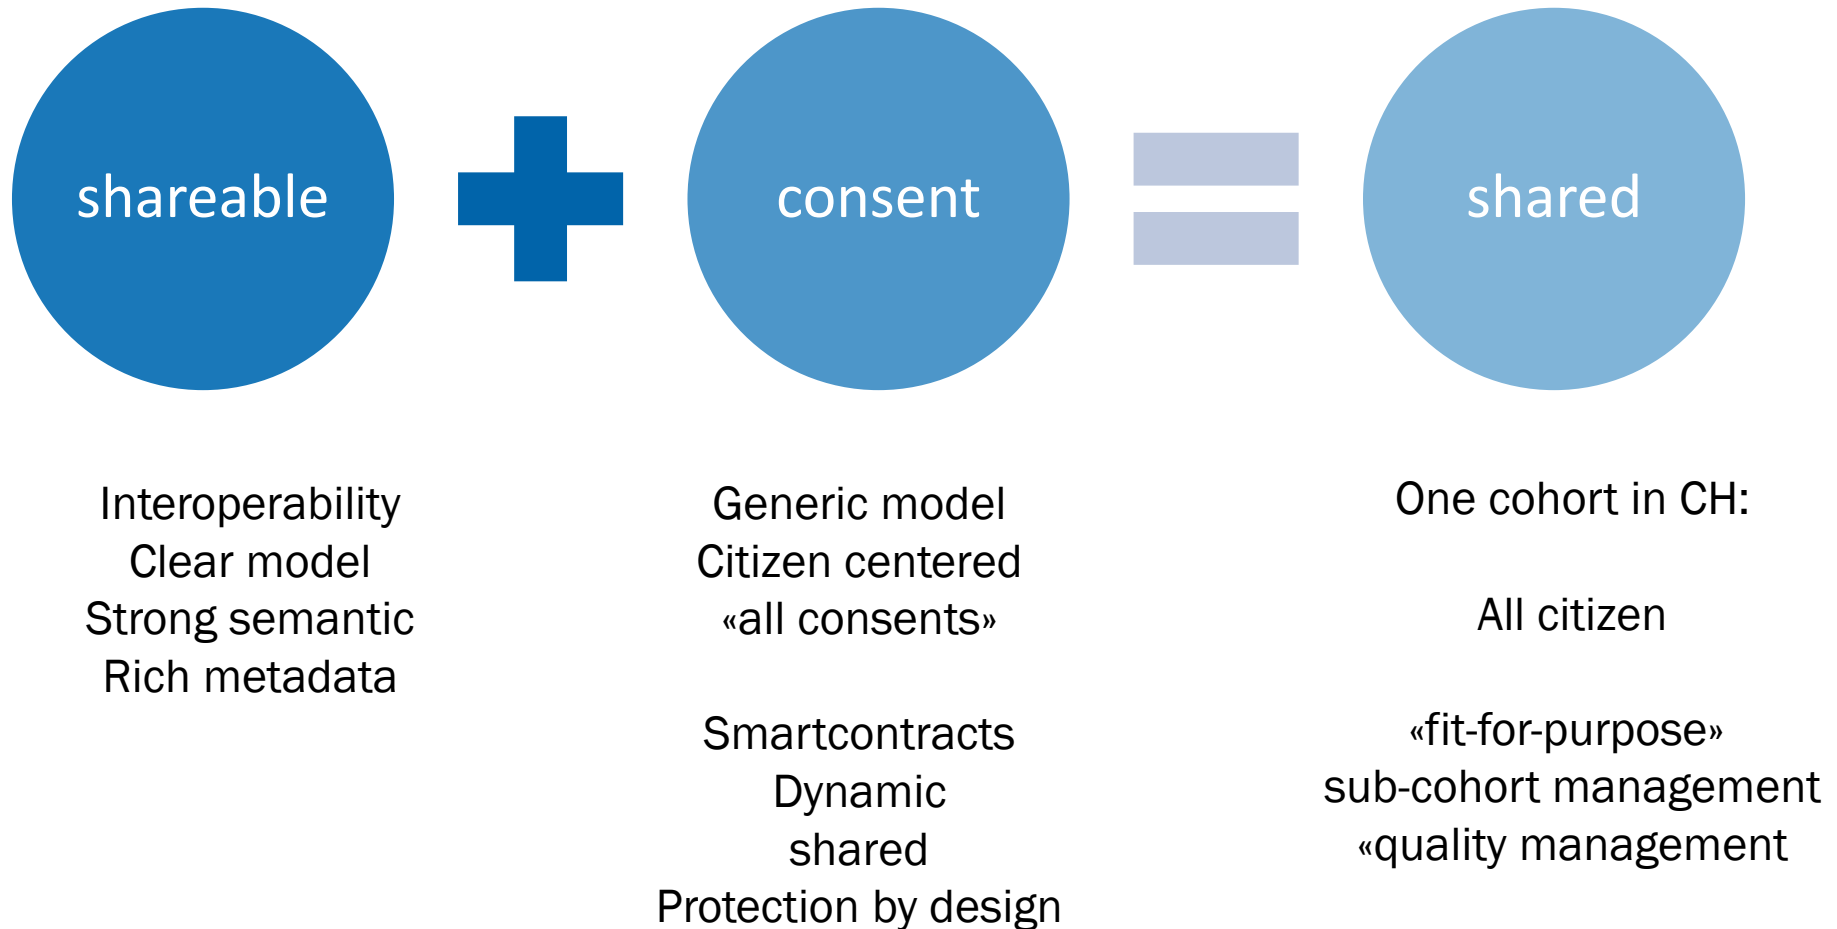 shareable
consent
shared
Interoperability
Clear model
Strong semantic
Rich metadata
Generic model
Citizen centered
«all consents»
Smartcontracts
Dynamic
shared
Protection by design
One cohort in CH:
All citizen
«fit-for-purpose»
sub-cohort management
«quality management